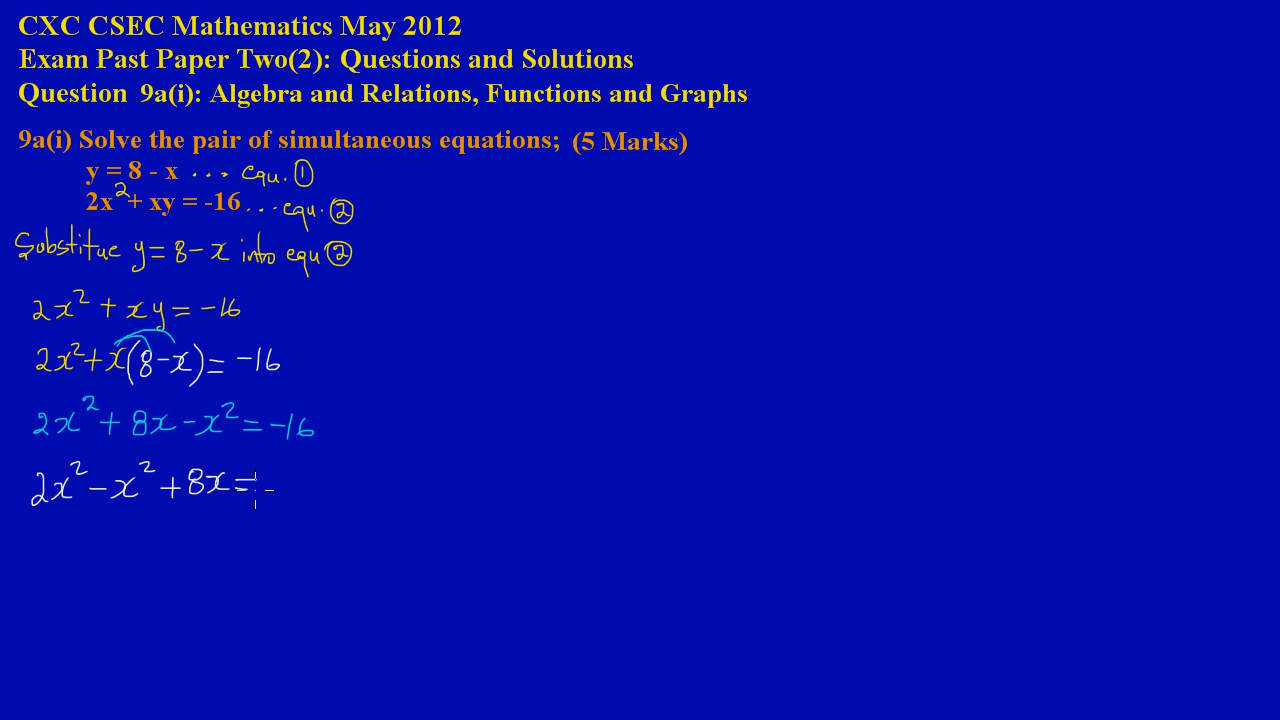 CXC CSEC Mathematics May 2012
Exam Past Paper Two(2): Questions and Solutions
Question 9a(i): Algebra and Relations, Functions and Graphs
9a(i) Solve the pair of simultaneous equations; (5 Marks)
y = 8 - x ... equ. ①
2x² + xy = -16 ... equ. ②
Substitue y = 8 - x into equ ②
2x² + xy = -16
2x² + x(8 - x) = -16
2x² + 8x - x² = -16
2x² - x² + 8x =